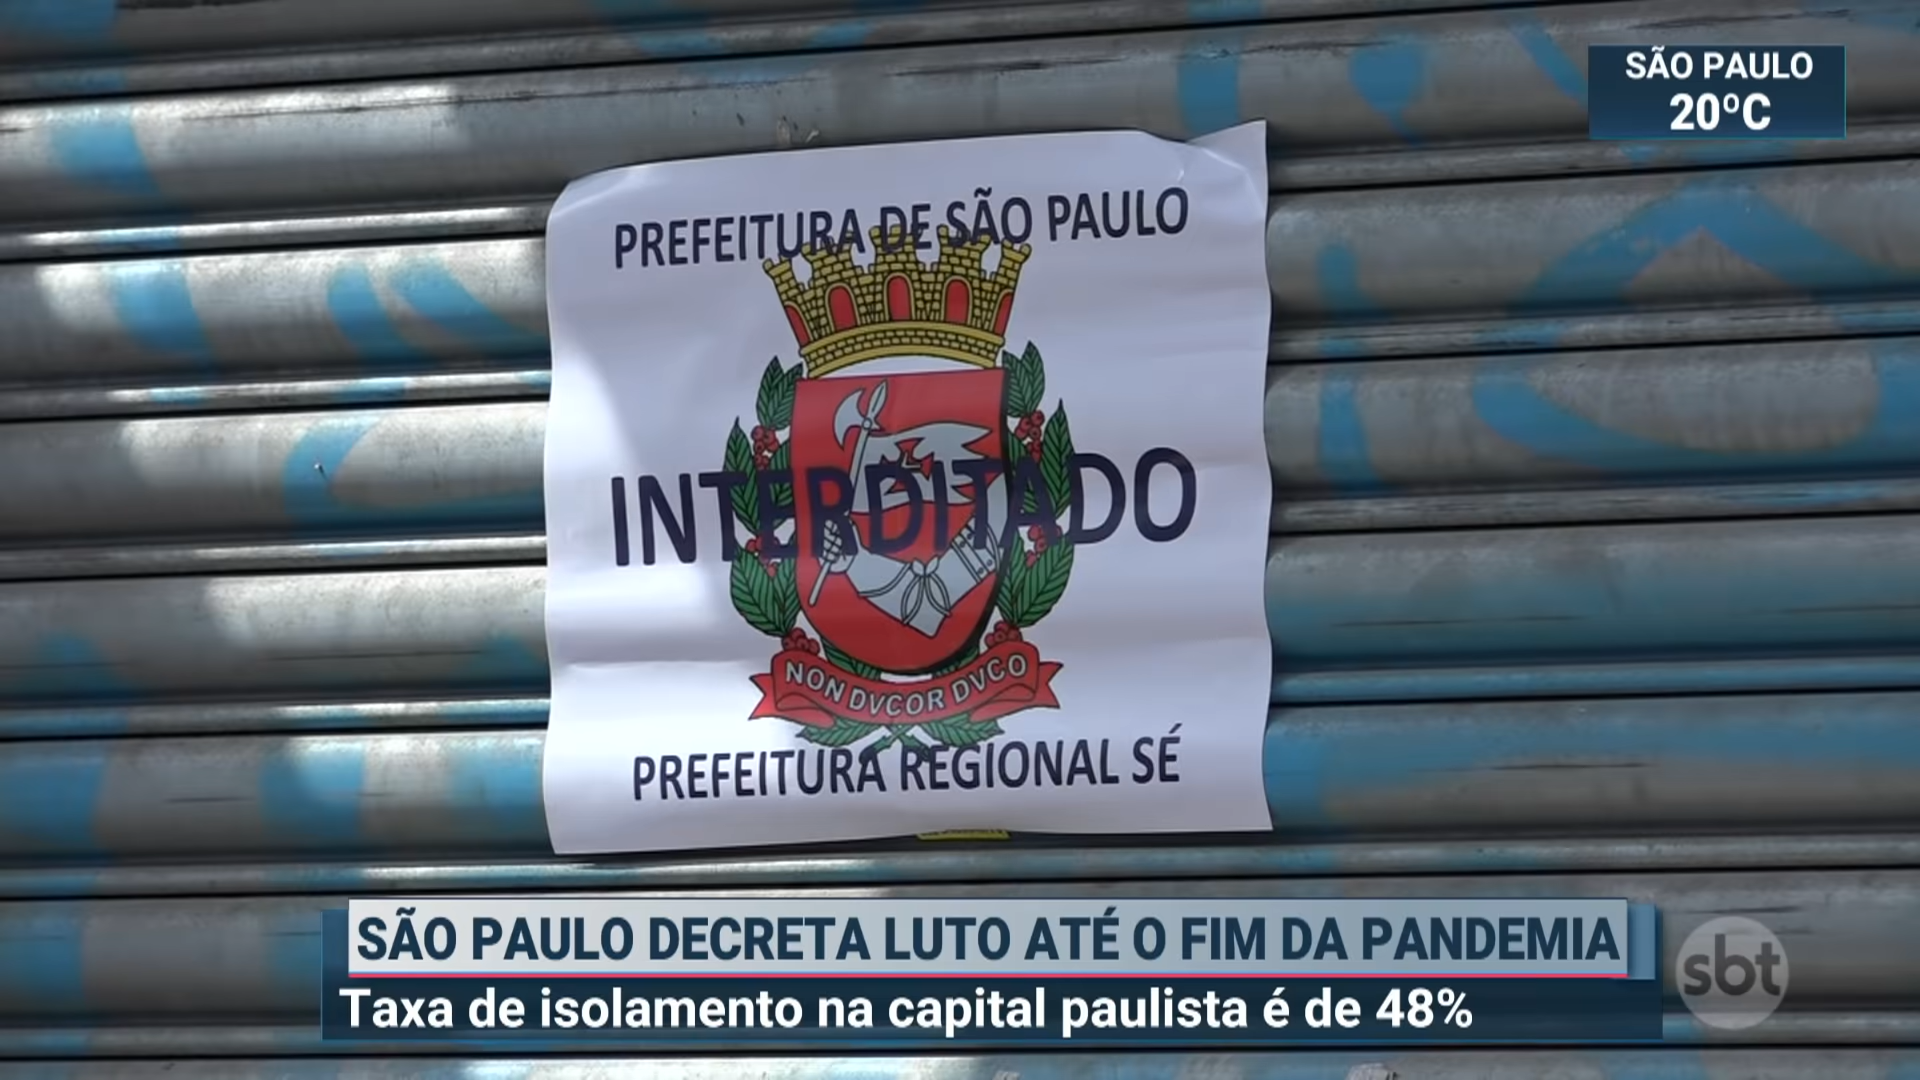 SÃO PAULO
20ºC
PREFEITURA DE SÃO PAULO
INTERDITADO
NON DVCOR DVCO
PREFEITURA REGIONAL SÉ
SÃO PAULO DECRETA LUTO ATÉ O FIM DA PANDEMIA
Taxa de isolamento na capital paulista é de 48%
sbt